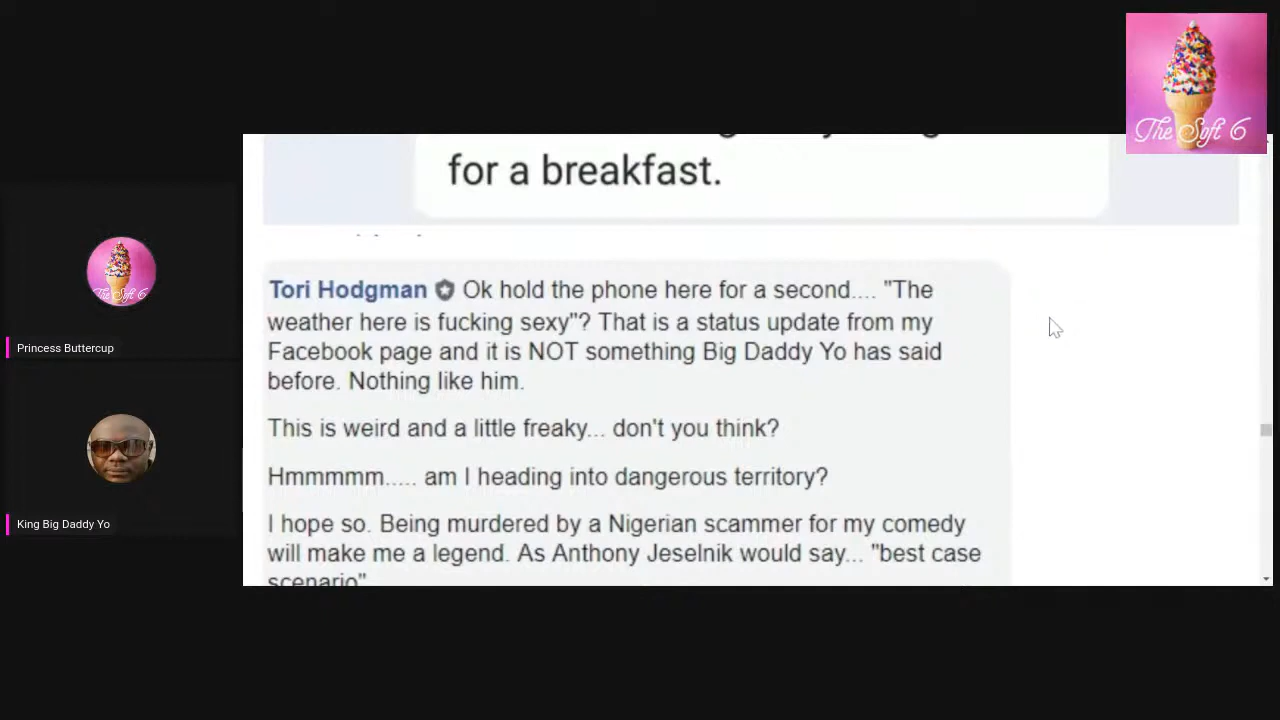 The Soft 6
for a breakfast.
Tori Hodgman Ok hold the phone here for a second.... "The
weather here is fucking sexy"? That is a status update from my
Facebook page and it is NOT something Big Daddy Yo has said
before. Nothing like him.
This is weird and a little freaky... don't you think?
Hmmmmm..... am I heading into dangerous territory?
I hope so. Being murdered by a Nigerian scammer for my comedy
will make me a legend. As Anthony Jeselnik would say... "best case
scenario"
The Soft 6
Princess Buttercup
King Big Daddy Yo